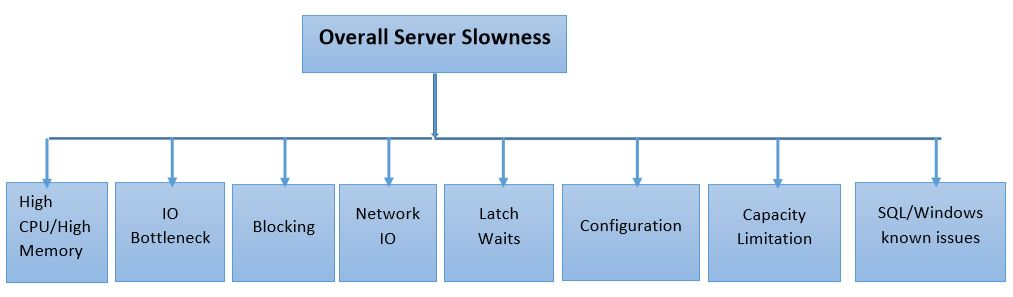 Overall Server Slowness
High
CPU/High
Memory
IO
Bottleneck
Blocking
Network
IO
Latch
Waits
Configuration
Capacity
Limitation
SQL/Windows
known issues